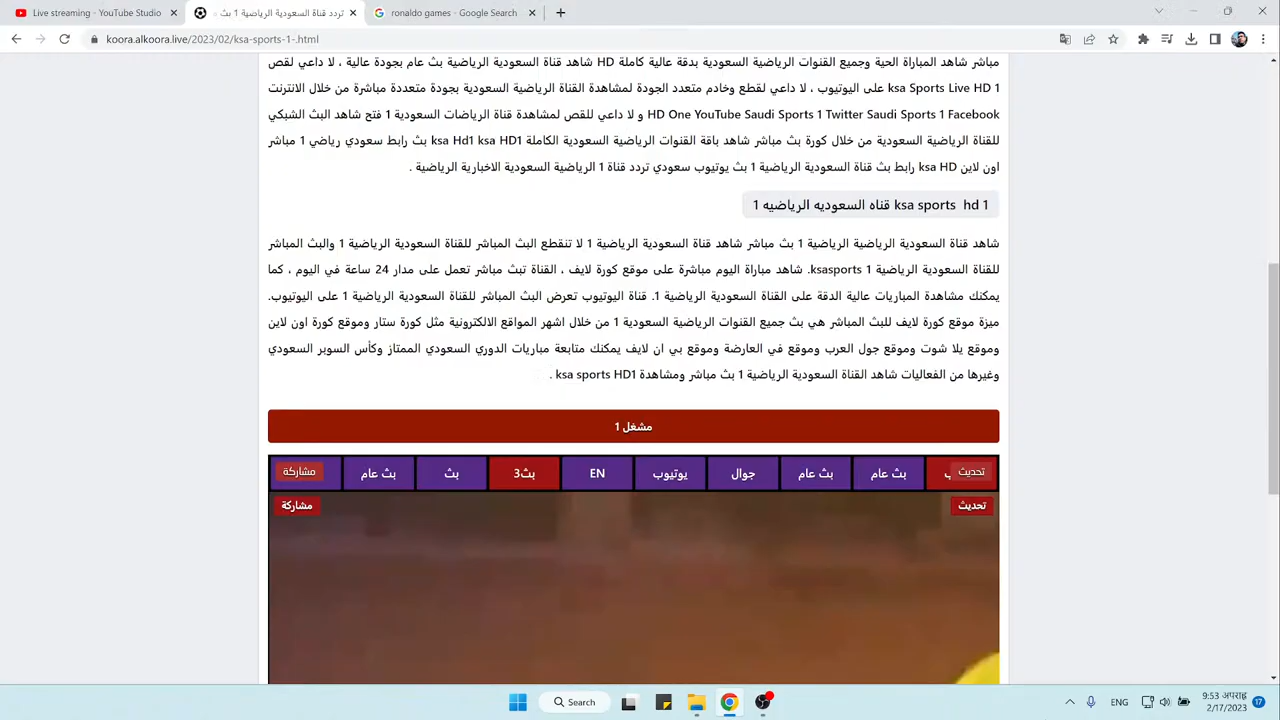 Live streaming - YouTube Studio
تردد قناة السعودية الرياضية 1 بث
ronaldo games - Google Search
koora.alkoora.live/2023/02/ksa-sports-1-.html
مباشر شاهد المباراة الحية وجميع القنوات الرياضية السعودية بدقة عالية كاملة HD شاهد قناة السعودية الرياضية بث عام بجودة عالية ، لا داعي لقص
ksa Sports Live HD 1 على اليوتيوب ، لا داعي لقطع وخادم متعدد الجودة لمشاهدة القناة الرياضية السعودية بجودة متعددة مباشرة من خلال الانترنت
HD One YouTube Saudi Sports 1 Twitter Saudi Sports 1 Facebook و لا داعي للقص لمشاهدة قناة الرياضات السعودية 1 فتح شاهد البث الشبكي
للقناة الرياضية السعودية من خلال كورة بث مباشر شاهد باقة القنوات الرياضية السعودية الكاملة ksa Hd1 ksa HD1 بث رابط سعودي رياضي 1 مباشر
اون لاين ksa HD رابط بث قناة السعودية الرياضية 1 بث يوتيوب سعودي تردد قناة 1 الرياضية السعودية الاخبارية الرياضية .
ksa sports hd 1 قناه السعوديه الرياضيه 1
شاهد قناة السعودية الرياضية الرياضية 1 بث مباشر شاهد قناة السعودية الرياضية 1 لا تنقطع البث المباشر للقناة السعودية الرياضية 1 والبث المباشر
للقناة السعودية الرياضية 1 ksasports. شاهد مباراة اليوم مباشرة على موقع كورة لايف ، القناة تبث مباشر تعمل على مدار 24 ساعة في اليوم ، كما
يمكنك مشاهدة المباريات عالية الدقة على القناة السعودية الرياضية 1. قناة اليوتيوب تعرض البث المباشر للقناة السعودية الرياضية 1 على اليوتيوب.
ميزة موقع كورة لايف للبث المباشر هي بث جميع القنوات الرياضية السعودية 1 من خلال اشهر المواقع الالكترونية مثل كورة ستار وموقع كورة اون لاين
وموقع يلا شوت وموقع جول العرب وموقع في العارضة وموقع بي ان لايف يمكنك متابعة مباريات الدوري السعودي الممتاز وكأس السوبر السعودي
وغيرها من الفعاليات شاهد القناة السعودية الرياضية 1 بث مباشر ومشاهدة ksa sports HD1 .
مشغل 1
تحديث بث عام بث عام جوال يوتيوب EN بث3 بث بث عام مشاركة
تحديث مشاركة
Search
ENG
9:53 अपराह्न
2/17/2023
17